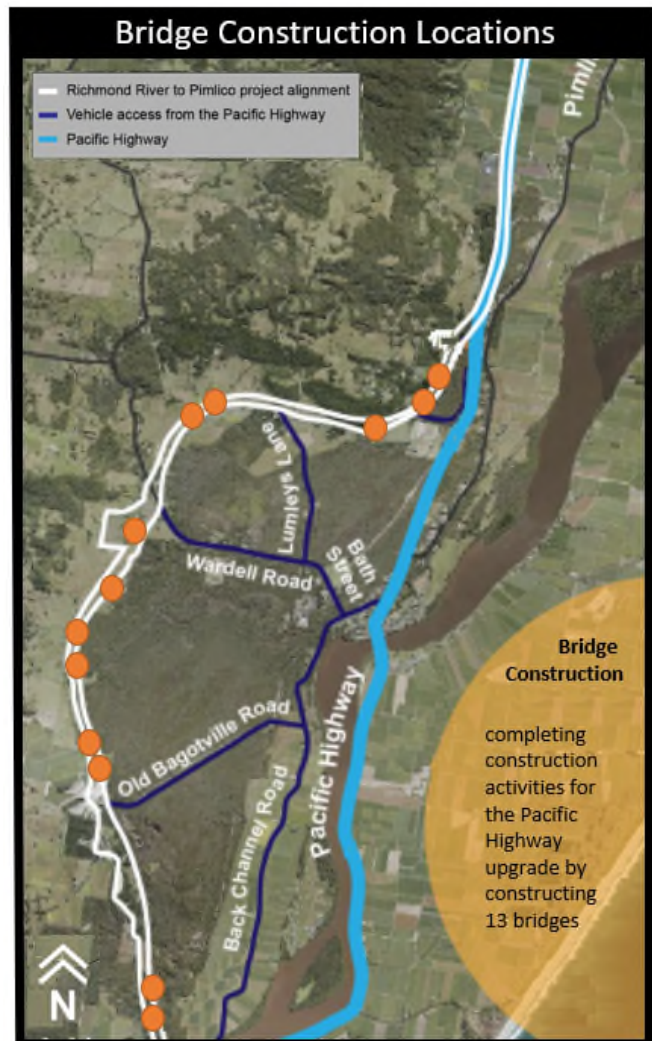 Bridge Construction Locations
Richmond River to Pimlico project alignment
Vehicle access from the Pacific Highway
Pacific Highway
Lumleys Lane
Wardell Road
Bath
Street
Old Bagotville Road
Back Channel Road
Pacific Highway
Bridge
Construction
completing
construction
activities for
the Pacific
Highway
upgrade by
constructing
13 bridges
N